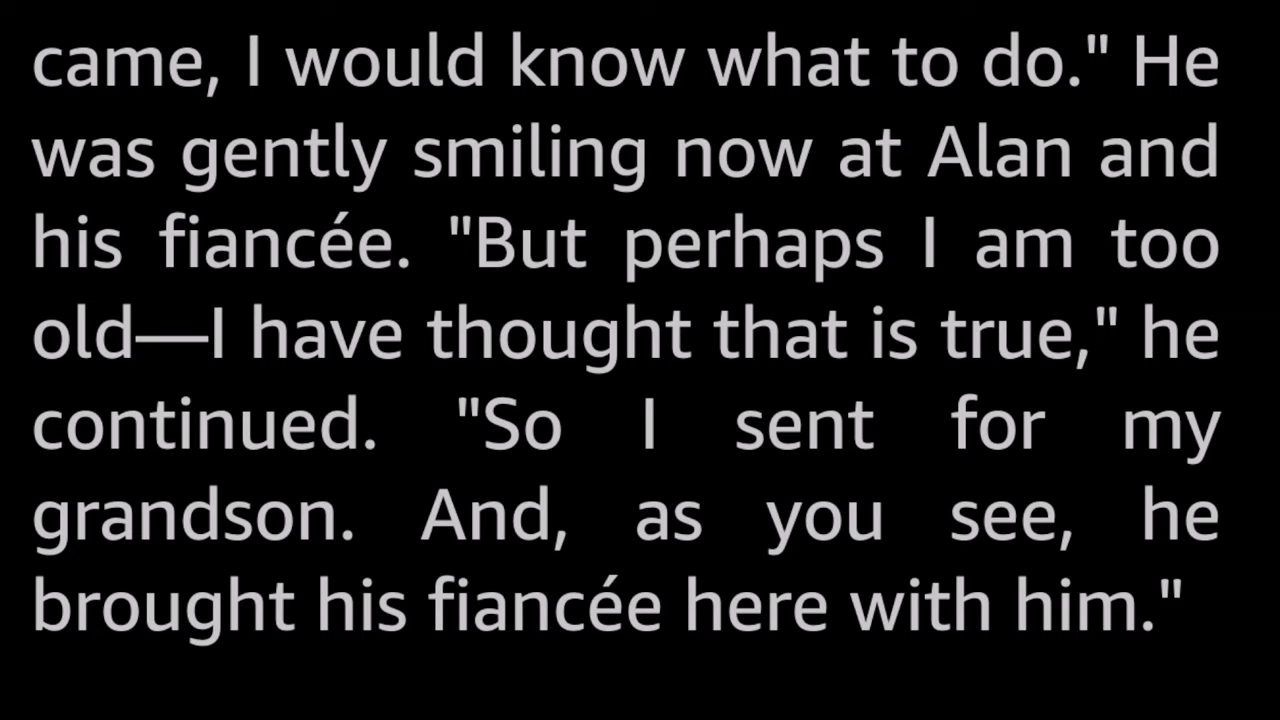 came, I would know what to do." He
was gently smiling now at Alan and
his fiancée. "But perhaps I am too
old—I have thought that is true," he
continued. "So I sent for my
grandson. And, as you see, he
brought his fiancée here with him."